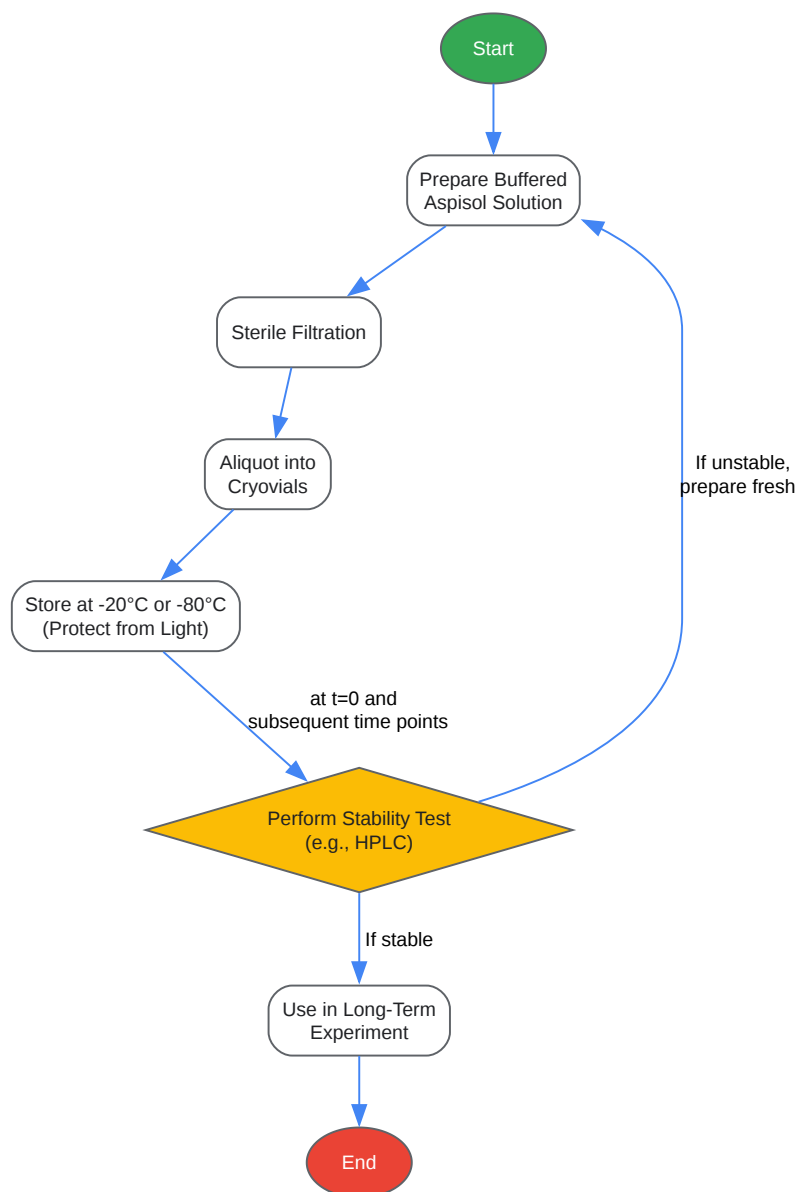 Start
Prepare Buffered
Aspisol Solution
Sterile Filtration
Aliquot into
Cryovials
If unstable,
prepare fresh
Store at -20°C or -80°C
(Protect from Light)
at t=0 and
subsequent time points
Perform Stability Test
(e.g., HPLC)
If stable
Use in Long-Term
Experiment
End